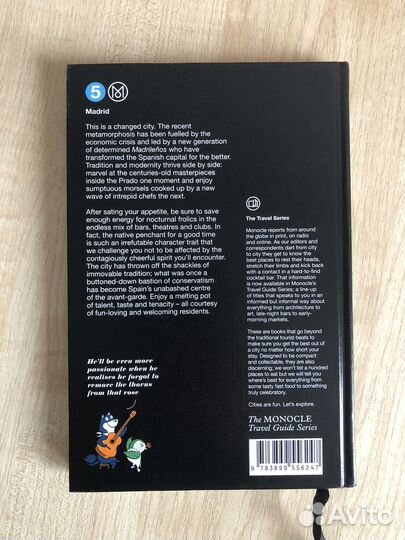 5 M
Madrid
This is a changed city. The recent
metamorphosis has been fuelled by the
economic crisis and led by a new generation
of determined Madrileños who have
transformed the Spanish capital for the better.
Tradition and modernity thrive side by side:
marvel at the centuries-old masterpieces
inside the Prado one moment and enjoy
sumptuous morsels cooked up by a new
wave of intrepid chefs the next.
After sating your appetite, be sure to save
enough energy for nocturnal frolics in the
endless mix of bars, theatres and clubs. In
fact, the native penchant for a good time
is such an irrefutable character trait that
we challenge you not to be affected by the
contagiously cheerful spirit you'll encounter.
The city has thrown off the shackles of
immovable tradition; what was once a
buttoned-down bastion of conservatism
has become Spain's unabashed centre
of the avant-garde. Enjoy a melting pot
of talent, taste and tenacity – all courtesy
of fun-loving and welcoming residents.
He'll be even more
passionate when he
realises he forgot to
remove the thorns
from that rose
The Travel Series
Monocle reports from around
the globe in print, on radio
and online. As our editors and
correspondents dart from city
to city they get to know the
best places to rest their heads,
stretch their limbs and kick back
with a contact in a hard-to-find
cocktail bar. That information
is now available in Monocle's
Travel Guide Series; a line-up
of titles that speaks to you in an
informed but informal way about
everything from architecture to
art, late-night bars to early-
morning markets.
These are books that go beyond
the traditional tourist beats to
make sure you get the best out of
a city no matter how short your
stay. Designed to be compact
and collectable, they are also
discerning; we won't list a hundred
places to eat but we will tell you
where's best for everything from
some tasty fast food to something
truly celebratory.
Cities are fun. Let's explore.
The MONOCLE
Travel Guide Series
9 783899 556247
Avito